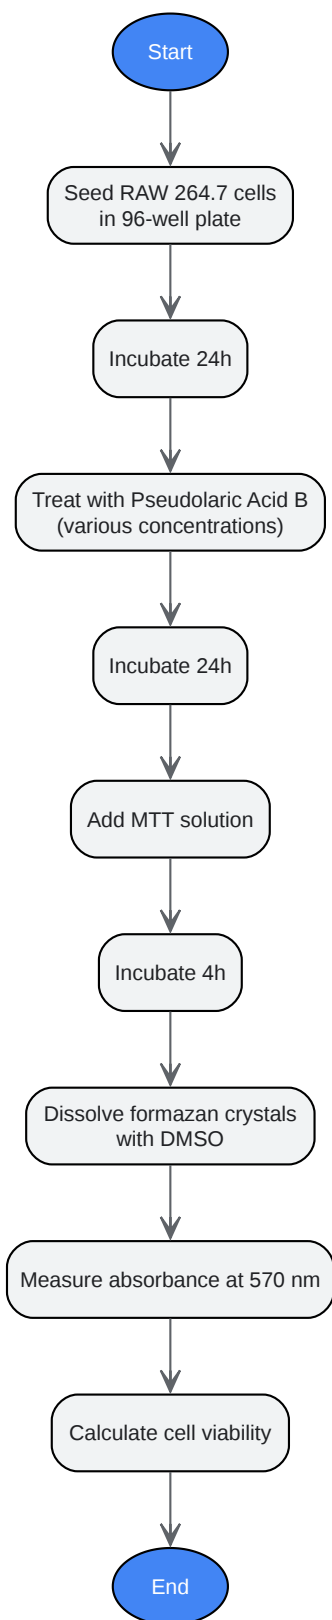 Start
Seed RAW 264.7 cells
in 96-well plate
Incubate 24h
Treat with Pseudolaric Acid B
(various concentrations)
Incubate 24h
Add MTT solution
Incubate 4h
Dissolve formazan crystals
with DMSO
Measure absorbance at 570 nm
Calculate cell viability
End